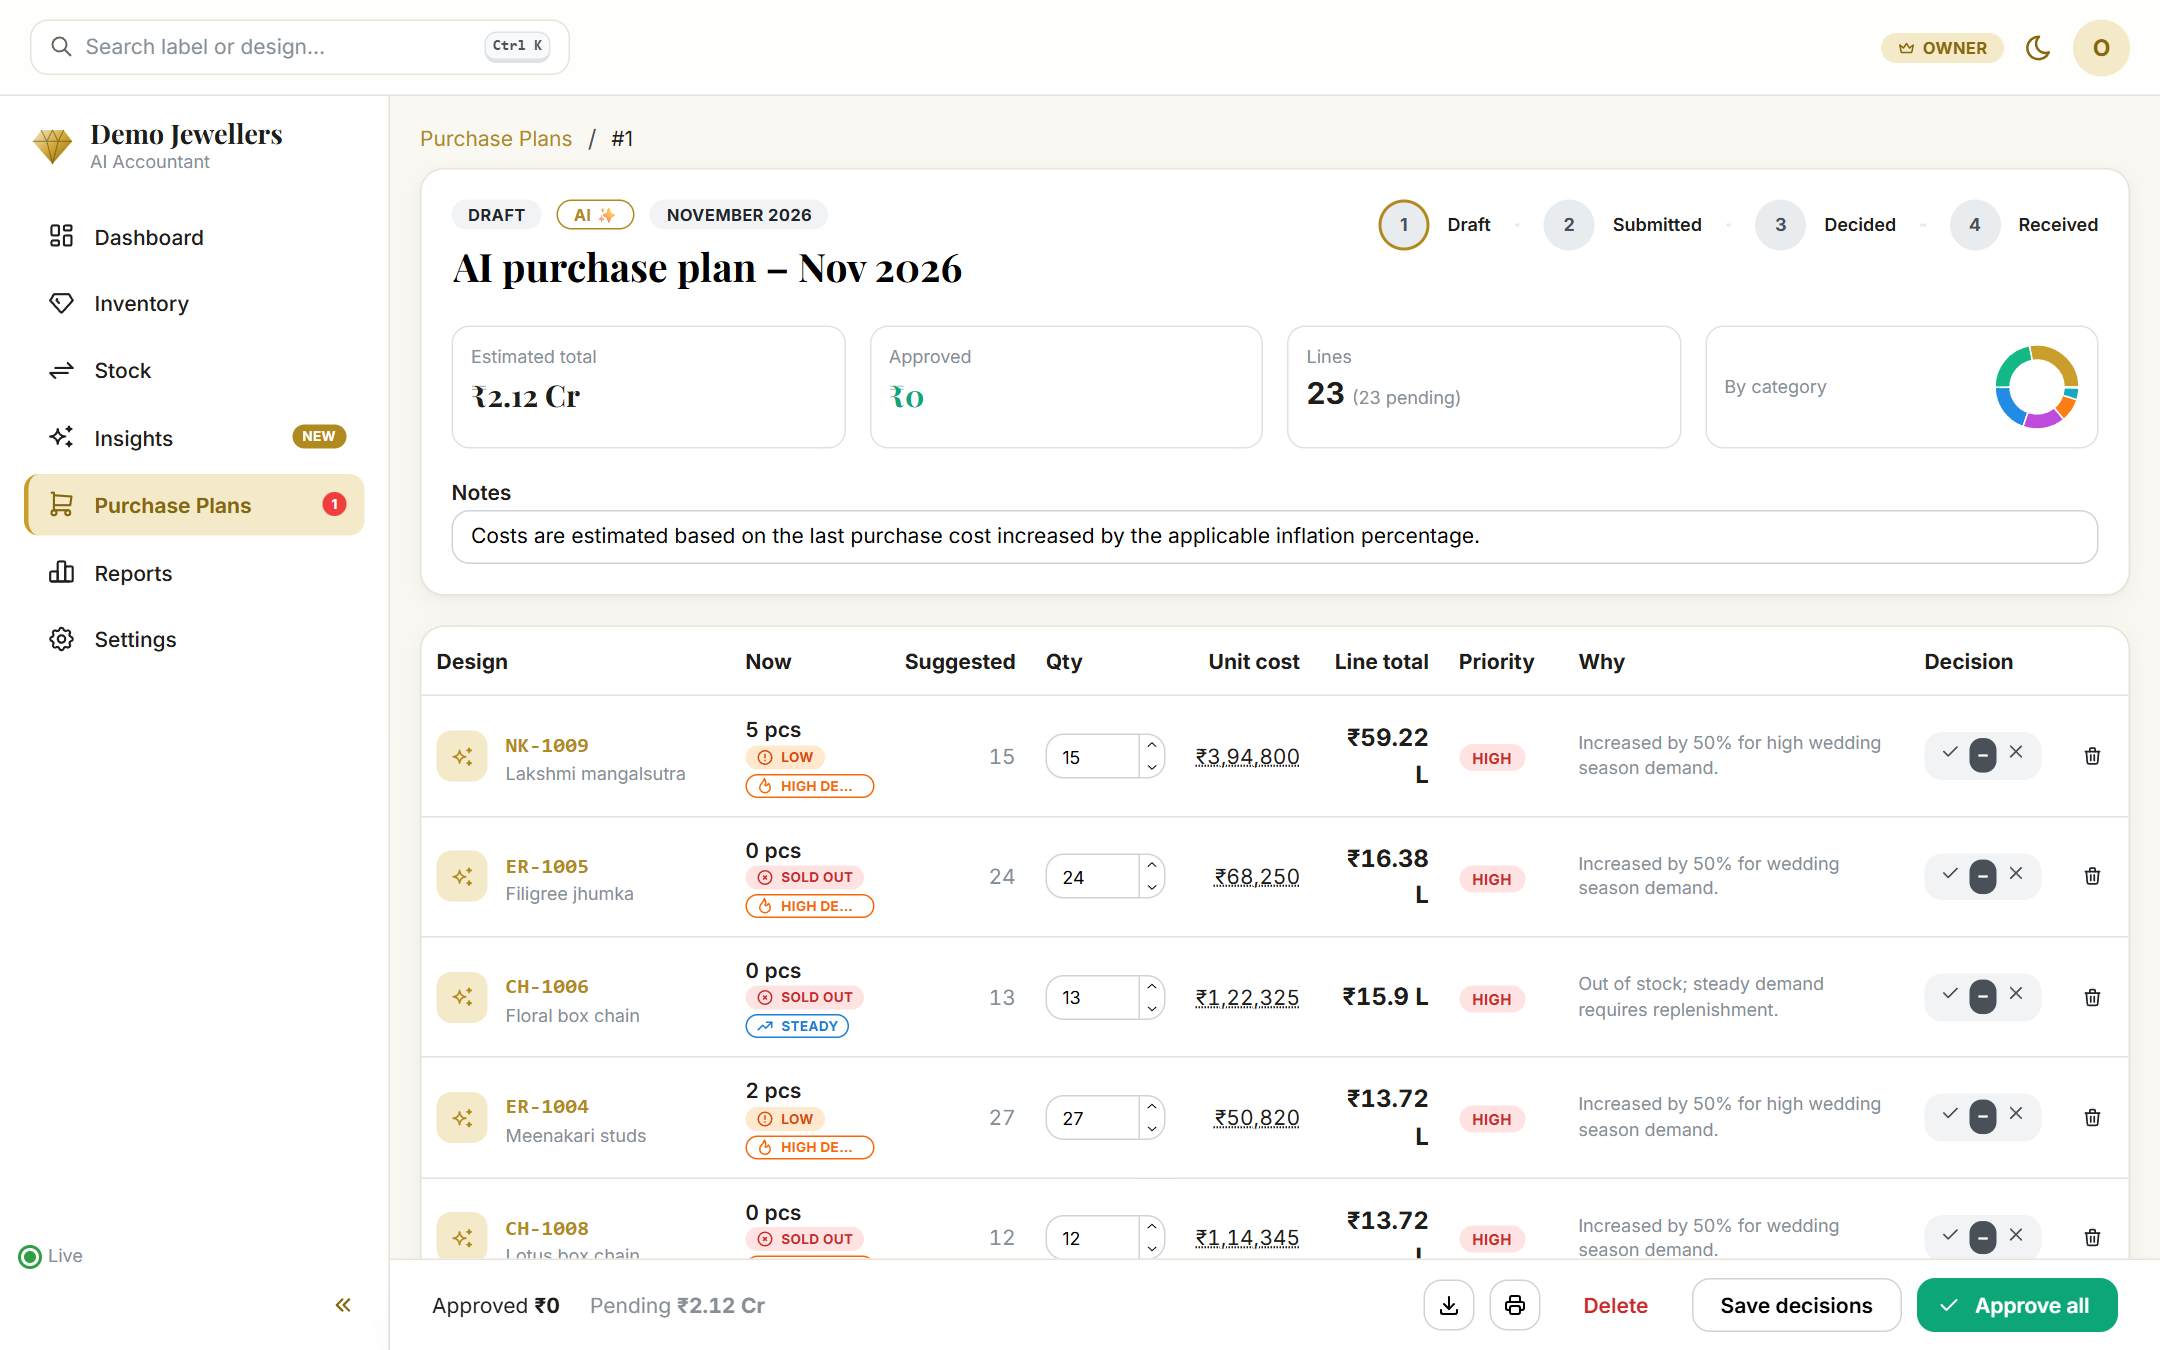 Search label or design...
Ctrl K
OWNER
O
Demo Jewellers
AI Accountant
Dashboard
Inventory
Stock
Insights
NEW
Purchase Plans
1
Reports
Settings
Live
Purchase Plans / #1
DRAFT
AI ✨
NOVEMBER 2026
1 Draft
2 Submitted
3 Decided
4 Received
AI purchase plan – Nov 2026
Estimated total
₹2.12 Cr
Approved
₹0
Lines
23 (23 pending)
By category
Notes
Costs are estimated based on the last purchase cost increased by the applicable inflation percentage.
Design Now Suggested Qty Unit cost Line total Priority Why Decision
NK-1009
Lakshmi mangalsutra
5 pcs
LOW
HIGH DE...
15
15
₹3,94,800
₹59.22
L
HIGH
Increased by 50% for high wedding
season demand.
ER-1005
Filigree jhumka
0 pcs
SOLD OUT
HIGH DE...
24
24
₹68,250
₹16.38
L
HIGH
Increased by 50% for wedding
season demand.
CH-1006
Floral box chain
0 pcs
SOLD OUT
STEADY
13
13
₹1,22,325
₹15.9 L
HIGH
Out of stock; steady demand
requires replenishment.
ER-1004
Meenakari studs
2 pcs
LOW
HIGH DE...
27
27
₹50,820
₹13.72
L
HIGH
Increased by 50% for high wedding
season demand.
CH-1008
Lotus box chain
0 pcs
SOLD OUT
12
12
₹1,14,345
₹13.72
L
HIGH
Increased by 50% for wedding
season demand.
Approved ₹0
Pending ₹2.12 Cr
Delete
Save decisions
Approve all